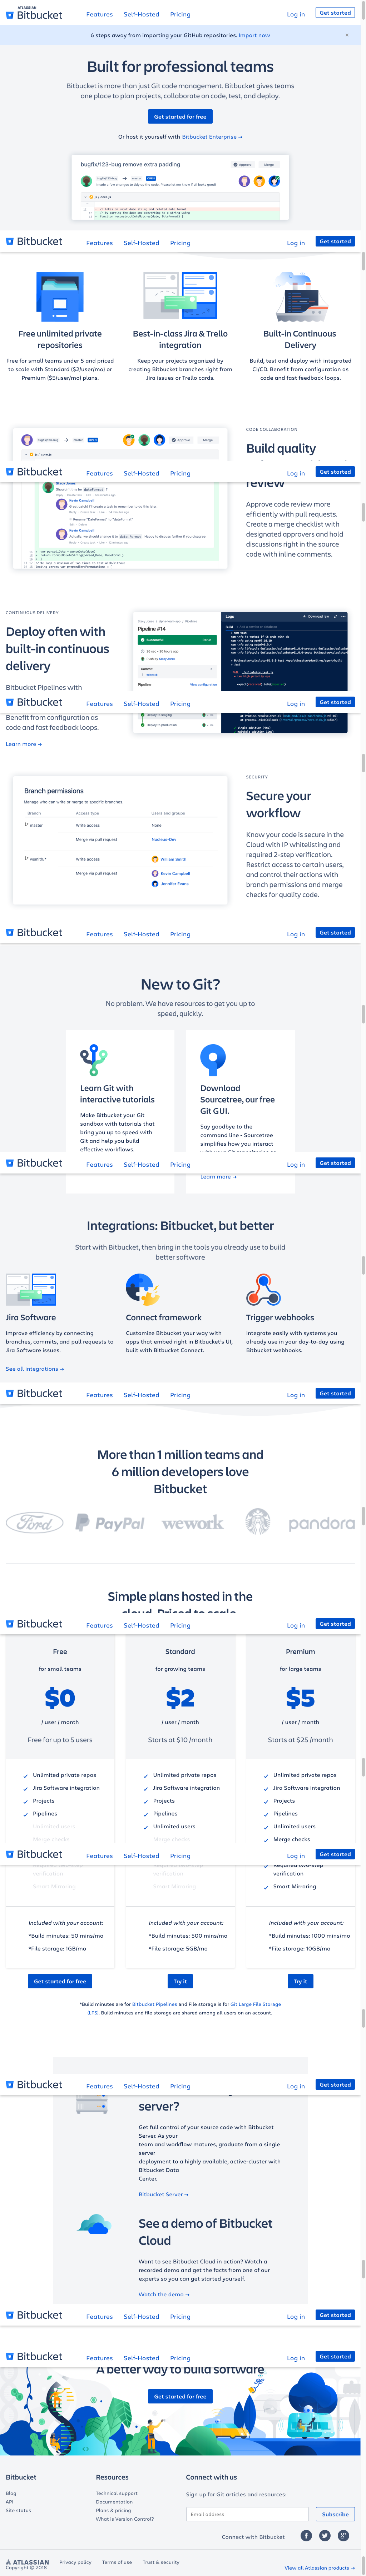 ATLASSIAN
Bitbucket
Features Self-Hosted Pricing
Log in Get started
6 steps away from importing your GitHub repositories. Import now
Built for professional teams
Bitbucket is more than just Git code management. Bitbucket gives teams
one place to plan projects, collaborate on code, test, and deploy.
Get started for free
Or host it yourself with Bitbucket Enterprise →
bugfix/123-bug remove extra padding
Approve Merge
Bitbucket Features Self-Hosted Pricing Log in Get started
Free unlimited private
repositories
Free for small teams under 5 and priced
to scale with Standard ($2/user/mo) or
Premium ($5/user/mo) plans.
Best-in-class Jira & Trello
integration
Keep your projects organized by
creating Bitbucket branches right from
Jira issues or Trello cards.
Built-in Continuous
Delivery
Build, test and deploy with integrated
CI/CD. Benefit from configuration as
code and fast feedback loops.
Approve Merge
CODE COLLABORATION
Build quality
Bitbucket Features Self-Hosted Pricing Log in Get started
review
Approve code review more
efficiently with pull requests.
Create a merge checklist with
designated approvers and hold
discussions right in the source
code with inline comments.
CONTINUOUS DELIVERY
Deploy often with
built-in continuous
delivery
Bitbucket Pipelines with
Pipeline #14
Successful Rerun
Logs
Bitbucket Features Self-Hosted Pricing Log in Get started
Benefit from configuration as
code and fast feedback loops.
Learn more →
Branch permissions
Manage who can write or merge to specific branches.
Branch Access type Users and groups
master Write access None
Merge via pull request Nucleus-Dev
Write access William Smith
Merge via pull request Kevin Campbell
Jennifer Evans
SECURITY
Secure your
workflow
Know your code is secure in the
Cloud with IP whitelisting and
required 2-step verification.
Restrict access to certain users,
and control their actions with
branch permissions and merge
checks for quality code.
Bitbucket Features Self-Hosted Pricing Log in Get started
New to Git?
No problem. We have resources to get you up to
speed, quickly.
Learn Git with
interactive tutorials
Make Bitbucket your Git
sandbox with tutorials that
bring you up to speed with
Git and help you build
effective workflows.
Download
Sourcetree, our free
Git GUI.
Say goodbye to the
command line - Sourcetree
simplifies how you interact
Bitbucket Features Self-Hosted Pricing Log in Get started
Learn more →
Integrations: Bitbucket, but better
Start with Bitbucket, then bring in the tools you already use to build
better software
Jira Software
Improve efficiency by connecting
branches, commits, and pull requests to
Jira Software issues.
Connect framework
Customize Bitbucket your way with
apps that embed right in Bitbucket's UI,
built with Bitbucket Connect.
Trigger webhooks
Integrate easily with systems you
already use in your day-to-day using
Bitbucket webhooks.
See all integrations →
Bitbucket Features Self-Hosted Pricing Log in Get started
More than 1 million teams and
6 million developers love
Bitbucket
Ford PayPal wework pandora
Simple plans hosted in the
cloud. Priced to scale
Bitbucket Features Self-Hosted Pricing Log in Get started
Free
for small teams
$0
/ user / month
Free for up to 5 users
Unlimited private repos
Jira Software integration
Projects
Pipelines
Unlimited users
Merge checks
Standard
for growing teams
$2
/ user / month
Starts at $10 /month
Unlimited private repos
Jira Software integration
Projects
Pipelines
Unlimited users
Merge checks
Premium
for large teams
$5
/ user / month
Starts at $25 /month
Unlimited private repos
Jira Software integration
Projects
Pipelines
Unlimited users
Merge checks
Bitbucket Features Self-Hosted Pricing Log in Get started
verification
Smart Mirroring
verification
Smart Mirroring
Required two-step
verification
Smart Mirroring
Included with your account:
*Build minutes: 50 mins/mo
*File storage: 1GB/mo
Get started for free
Included with your account:
*Build minutes: 500 mins/mo
*File storage: 5GB/mo
Try it
Included with your account:
*Build minutes: 1000 mins/mo
*File storage: 10GB/mo
Try it
*Build minutes are for Bitbucket Pipelines and File storage is for Git Large File Storage
(LFS). Build minutes and file storage are shared among all users on an account.
Bitbucket Features Self-Hosted Pricing Log in Get started
server?
Get full control of your source code with Bitbucket
Server. As your
team and workflow matures, graduate from a single
server
deployment to a highly available, active-cluster with
Bitbucket Data
Center.
Bitbucket Server →
See a demo of Bitbucket
Cloud
Want to see Bitbucket Cloud in action? Watch a
recorded demo and get the facts from one of our
experts so you can get started yourself.
Watch the demo →
Bitbucket Features Self-Hosted Pricing Log in Get started
Bitbucket Features Self-Hosted Pricing Log in Get started
A better way to build software
Get started for free
Bitbucket
Blog
API
Site status
Resources
Technical support
Documentation
Plans & pricing
What is Version Control?
Connect with us
Sign up for Git articles and resources:
Email address Subscribe
Connect with Bitbucket
ATLASSIAN
Privacy policy Terms of use Trust & security
Copyright © 2018
View all Atlassian products →